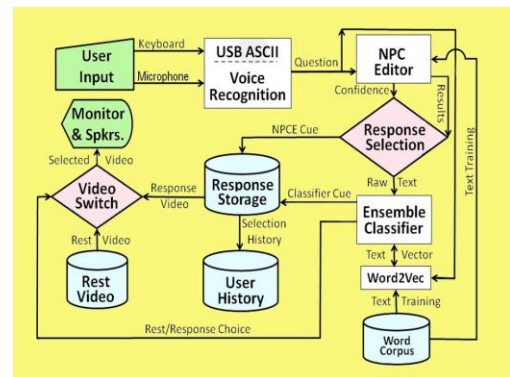 User
Input
Keyboard
Microphone
USB ASCII
Voice
Recognition
Question
NPC
Editor
Confidence
Results
Text Training
Monitor
& Spkrs.
NPCE Cue
Response
Selection
Selected Video
Video
Switch
Response
Video
Response
Storage
Classifier Cue
Raw Text
Ensemble
Classifier
Selection
History
Rest Video
Text Vector
Word2Vec
Rest
Video
User
History
Text Training
Rest/Response Choice
Word
Corpus